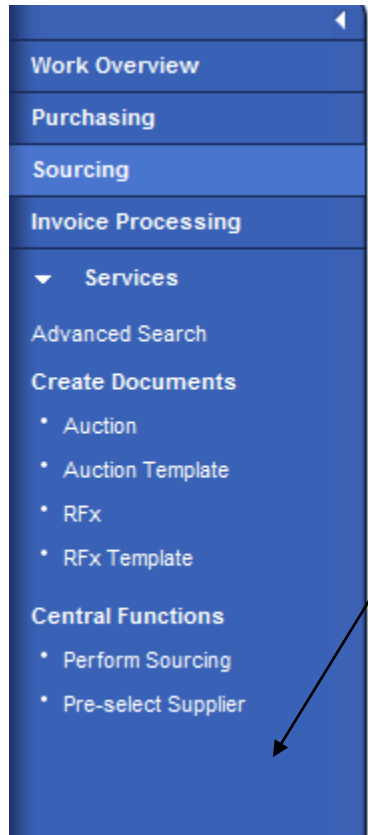 Work Overview
Purchasing
Sourcing
Invoice Processing
Services
Advanced Search
Create Documents
• Auction
• Auction Template
• RFx
• RFx Template
Central Functions
• Perform Sourcing
• Pre-select Supplier